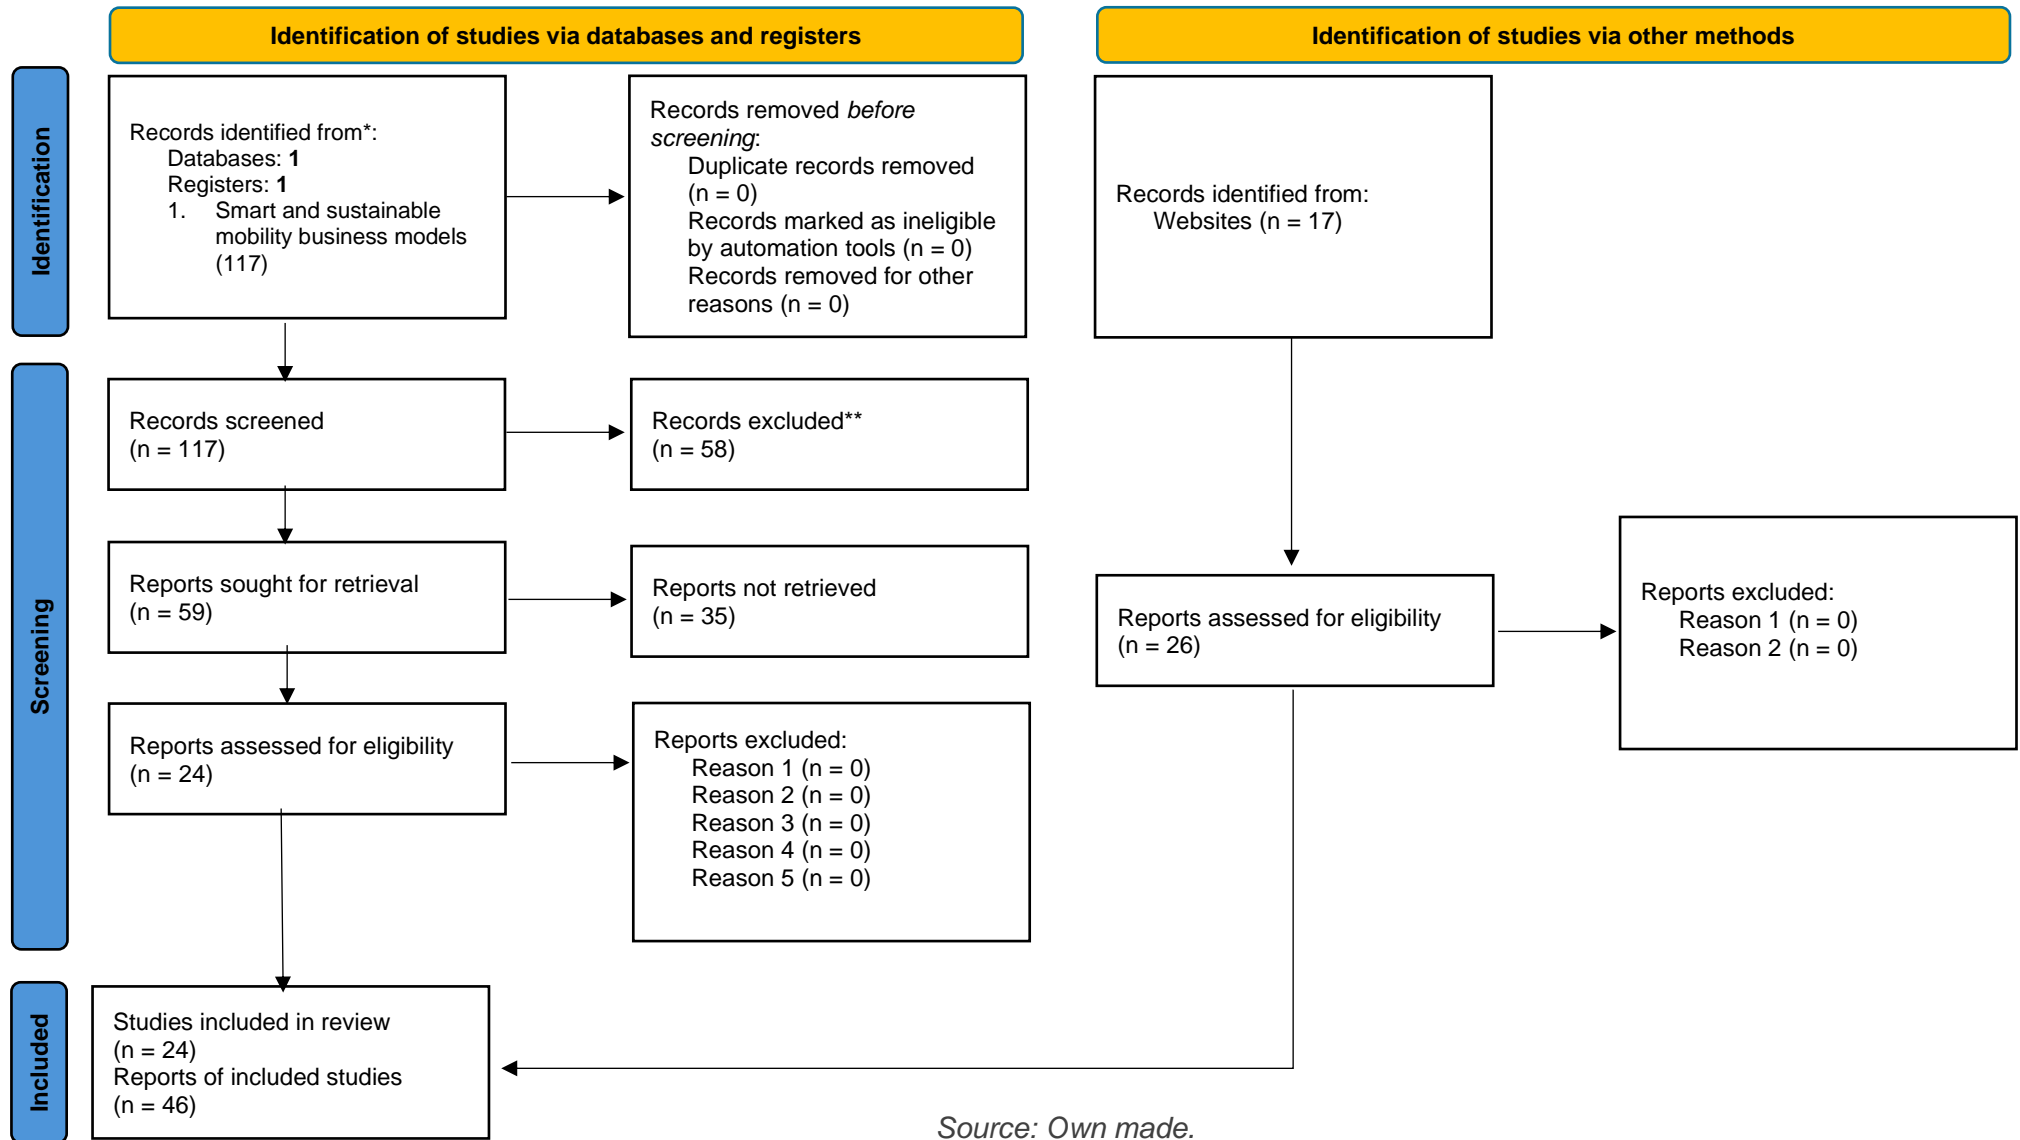 Identification of studies via databases and registers
Identification of studies via other methods
Identification
Records identified from*:
Databases: 1
Registers: 1
1. Smart and sustainable
mobility business models
(117)
Records removed before
screening:
Duplicate records removed
(n = 0)
Records marked as ineligible
by automation tools (n = 0)
Records removed for other
reasons (n = 0)
Records identified from:
Websites (n = 17)
Screening
Records screened
(n = 117)
Records excluded**
(n = 58)
Reports sought for retrieval
(n = 59)
Reports not retrieved
(n = 35)
Reports assessed for eligibility
(n = 26)
Reports excluded:
Reason 1 (n = 0)
Reason 2 (n = 0)
Reports assessed for eligibility
(n = 24)
Reports excluded:
Reason 1 (n = 0)
Reason 2 (n = 0)
Reason 3 (n = 0)
Reason 4 (n = 0)
Reason 5 (n = 0)
Included
Studies included in review
(n = 24)
Reports of included studies
(n = 46)
Source: Own made.